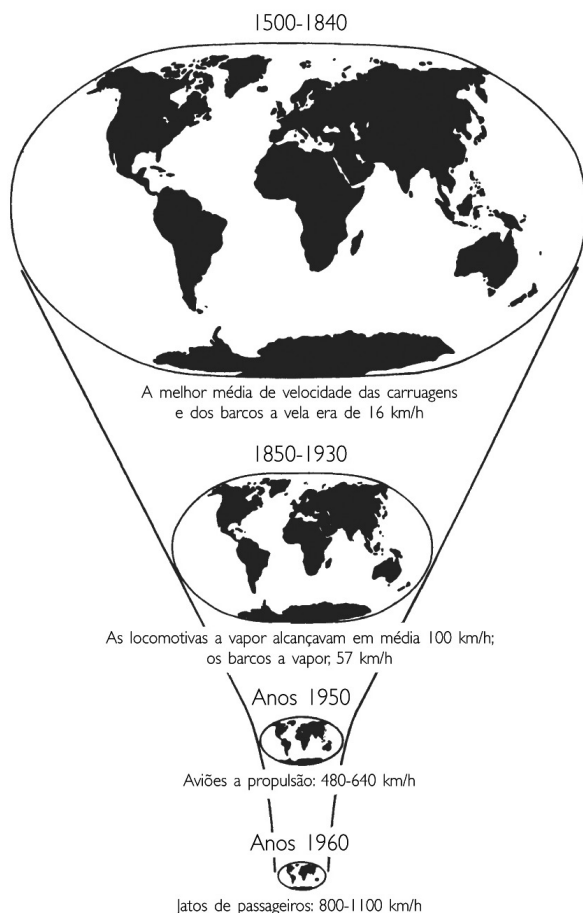 1500-1840
A melhor média de velocidade das carruagens
e dos barcos a vela era de 16 km/h
1850-1930
As locomotivas a vapor alcançavam em média 100 km/h;
os barcos a vapor, 57 km/h
Anos 1950
Aviões a propulsão: 480-640 km/h
Anos 1960
Jatos de passageiros: 800-1100 km/h